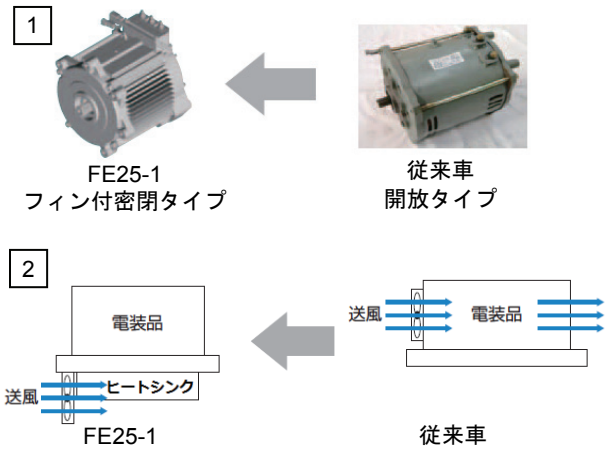 1
FE25-1
フィン付密閉タイプ
従来車
開放タイプ
2
電装品
送風
ヒートシンク
FE25-1
送風
電装品
従来車